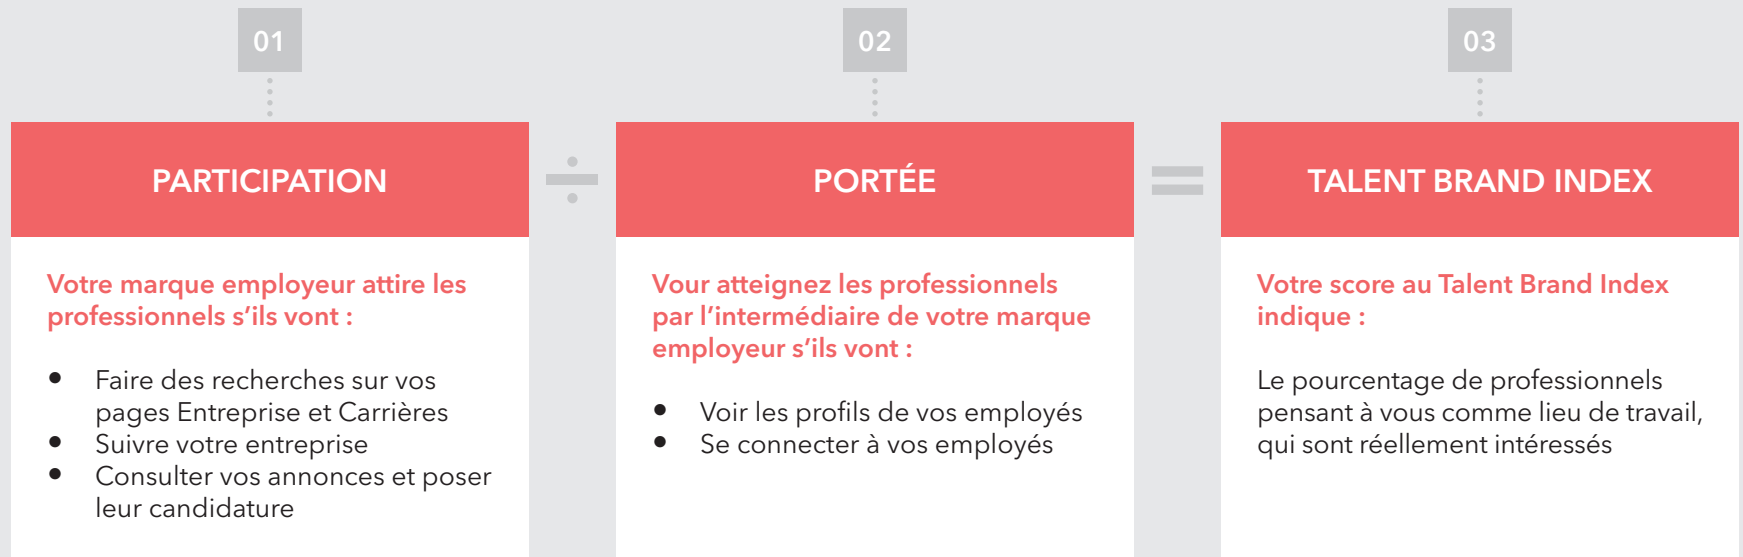 01
PARTICIPATION
Votre marque employeur attire les
professionnels s’ils vont :
• Faire des recherches sur vos
pages Entreprise et Carrières
• Suivre votre entreprise
• Consulter vos annonces et poser
leur candidature
÷
02
PORTÉE
Vour atteignez les professionnels
par l’intermédiaire de votre marque
employeur s’ils vont :
• Voir les profils de vos employés
• Se connecter à vos employés
=
03
TALENT BRAND INDEX
Votre score au Talent Brand Index
indique :
Le pourcentage de professionnels
pensant à vous comme lieu de travail,
qui sont réellement intéressés